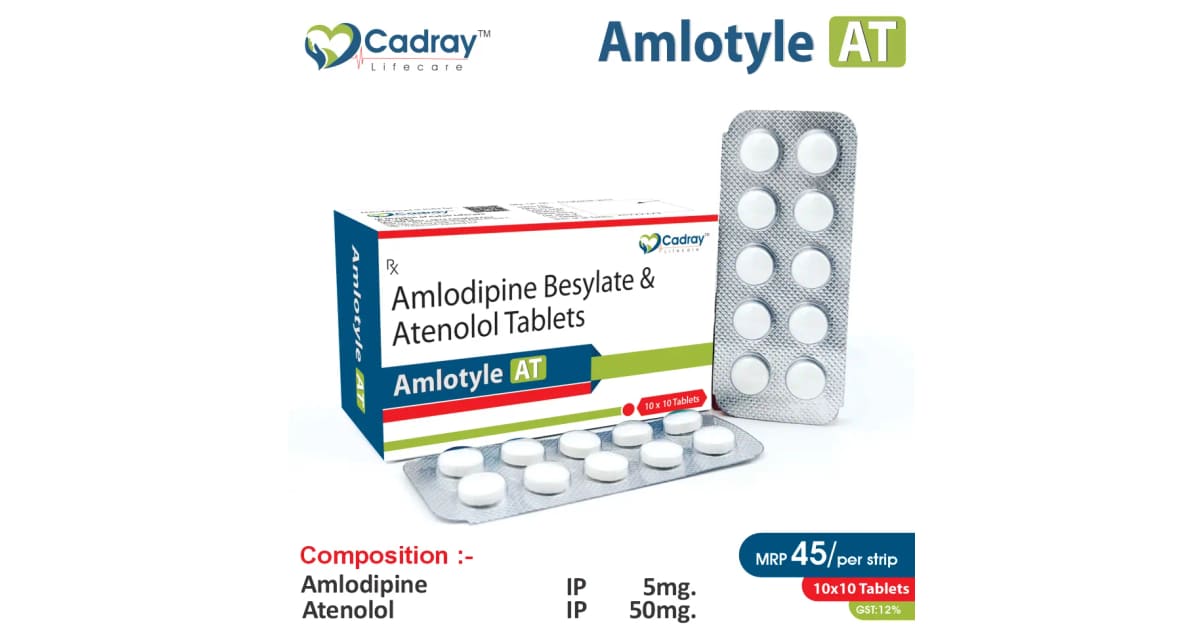 Cadray™
Lifecare
Amlotyle AT
Cadray
Cadray™
Lifecare
Rx
Amlodipine Besylate &
Atenolol Tablets
Amlotyle AT
Amlotyle AT
10 x 10 Tablets
Composition :-
Amlodipine IP 5mg.
Atenolol IP 50mg.
MRP 45/per strip
10x10 Tablets
GST:12%